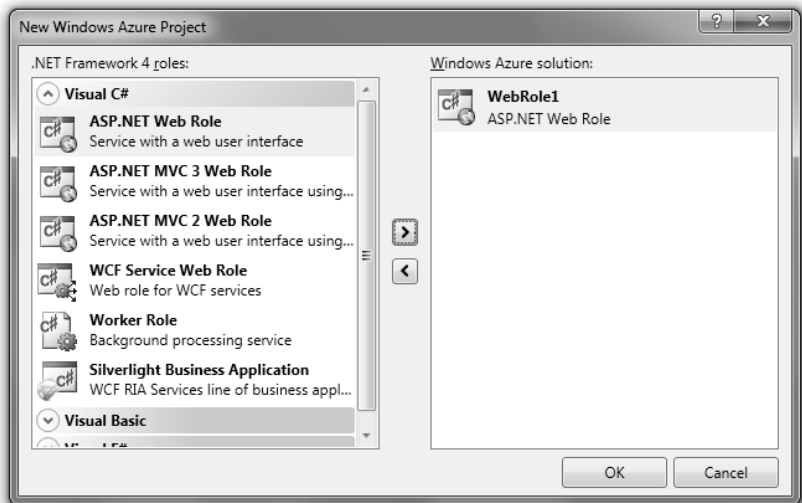 New Windows Azure Project
?
X
.NET Framework 4 roles:
Visual C#
C#
ASP.NET Web Role
Service with a web user interface
C#
ASP.NET MVC 3 Web Role
Service with a web user interface using...
C#
ASP.NET MVC 2 Web Role
Service with a web user interface using...
C#
WCF Service Web Role
Web role for WCF services
C#
Worker Role
Background processing service
C#
Silverlight Business Application
WCF RIA Services line of business appl...
Visual Basic
>
<
Windows Azure solution:
C#
WebRole1
ASP.NET Web Role
OK
Cancel